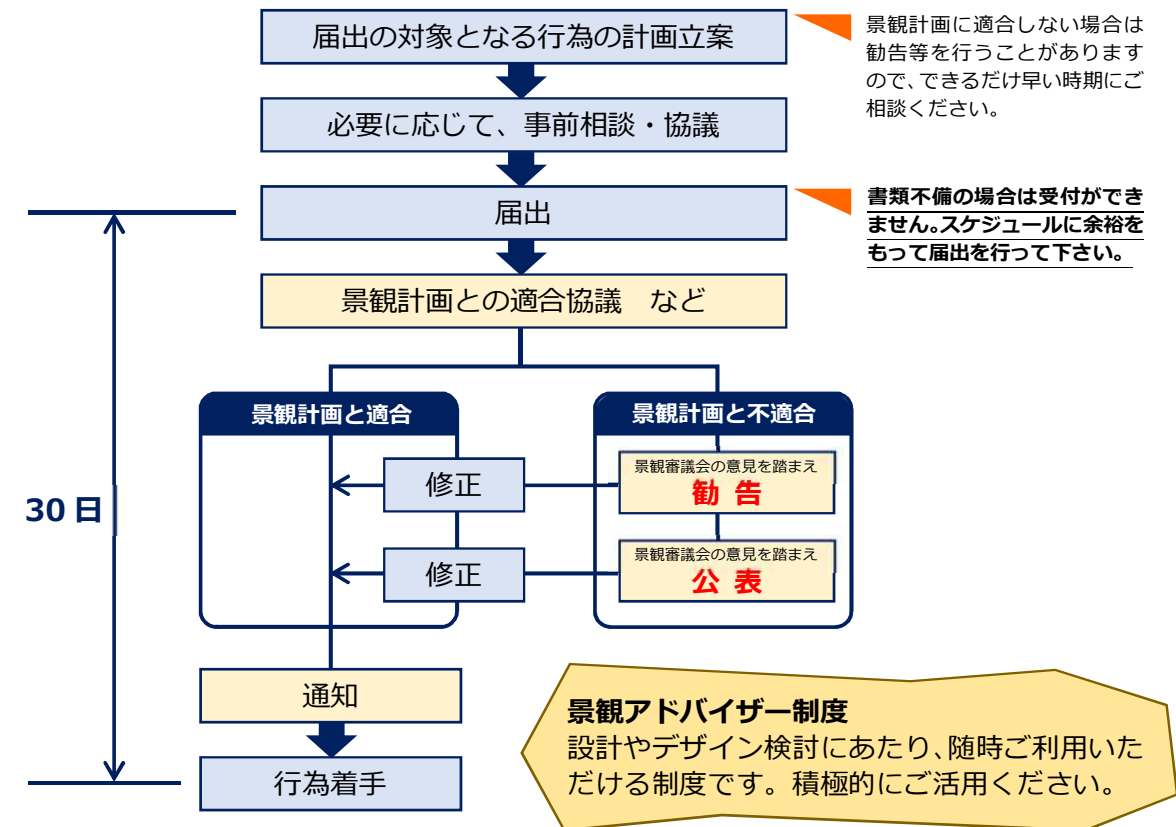 届出の対象となる行為の計画立案
景観計画に適合しない場合は
勧告等を行うことがあります
ので、できるだけ早い時期にご
相談ください。
必要に応じて、事前相談・協議
届出
書類不備の場合は受付ができ
ません。スケジュールに余裕を
もって届出を行って下さい。
景観計画との適合協議　など
景観計画と適合
景観計画と不適合
景観審議会の意見を踏まえ
勧 告
修正
30 日
景観審議会の意見を踏まえ
公 表
修正
通知
行為着手
景観アドバイザー制度
設計やデザイン検討にあたり、随時ご利用いた
だける制度です。積極的にご活用ください。